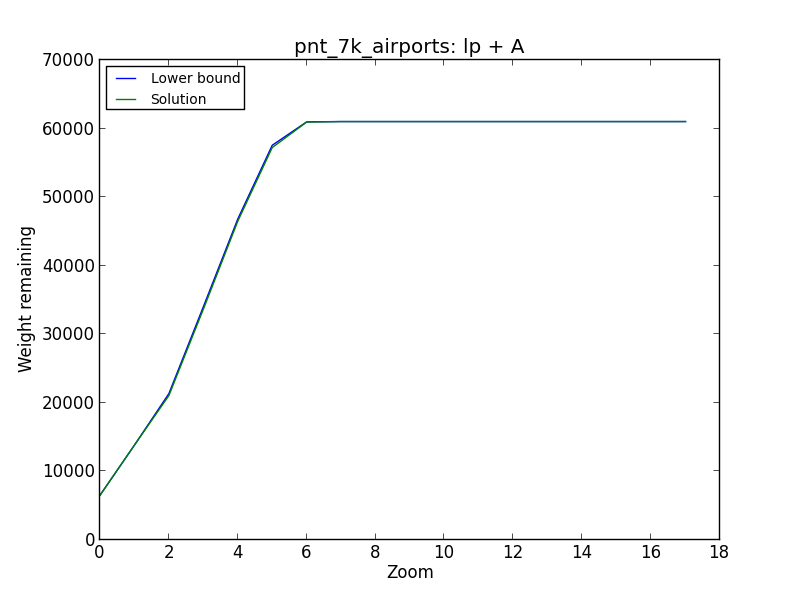 pnt_7k_airports: lp + A
70000
60000
50000
40000
30000
20000
10000
0
Weight remaining
Lower bound
Solution
0 2 4 6 8 10 12 14 16 18
Zoom